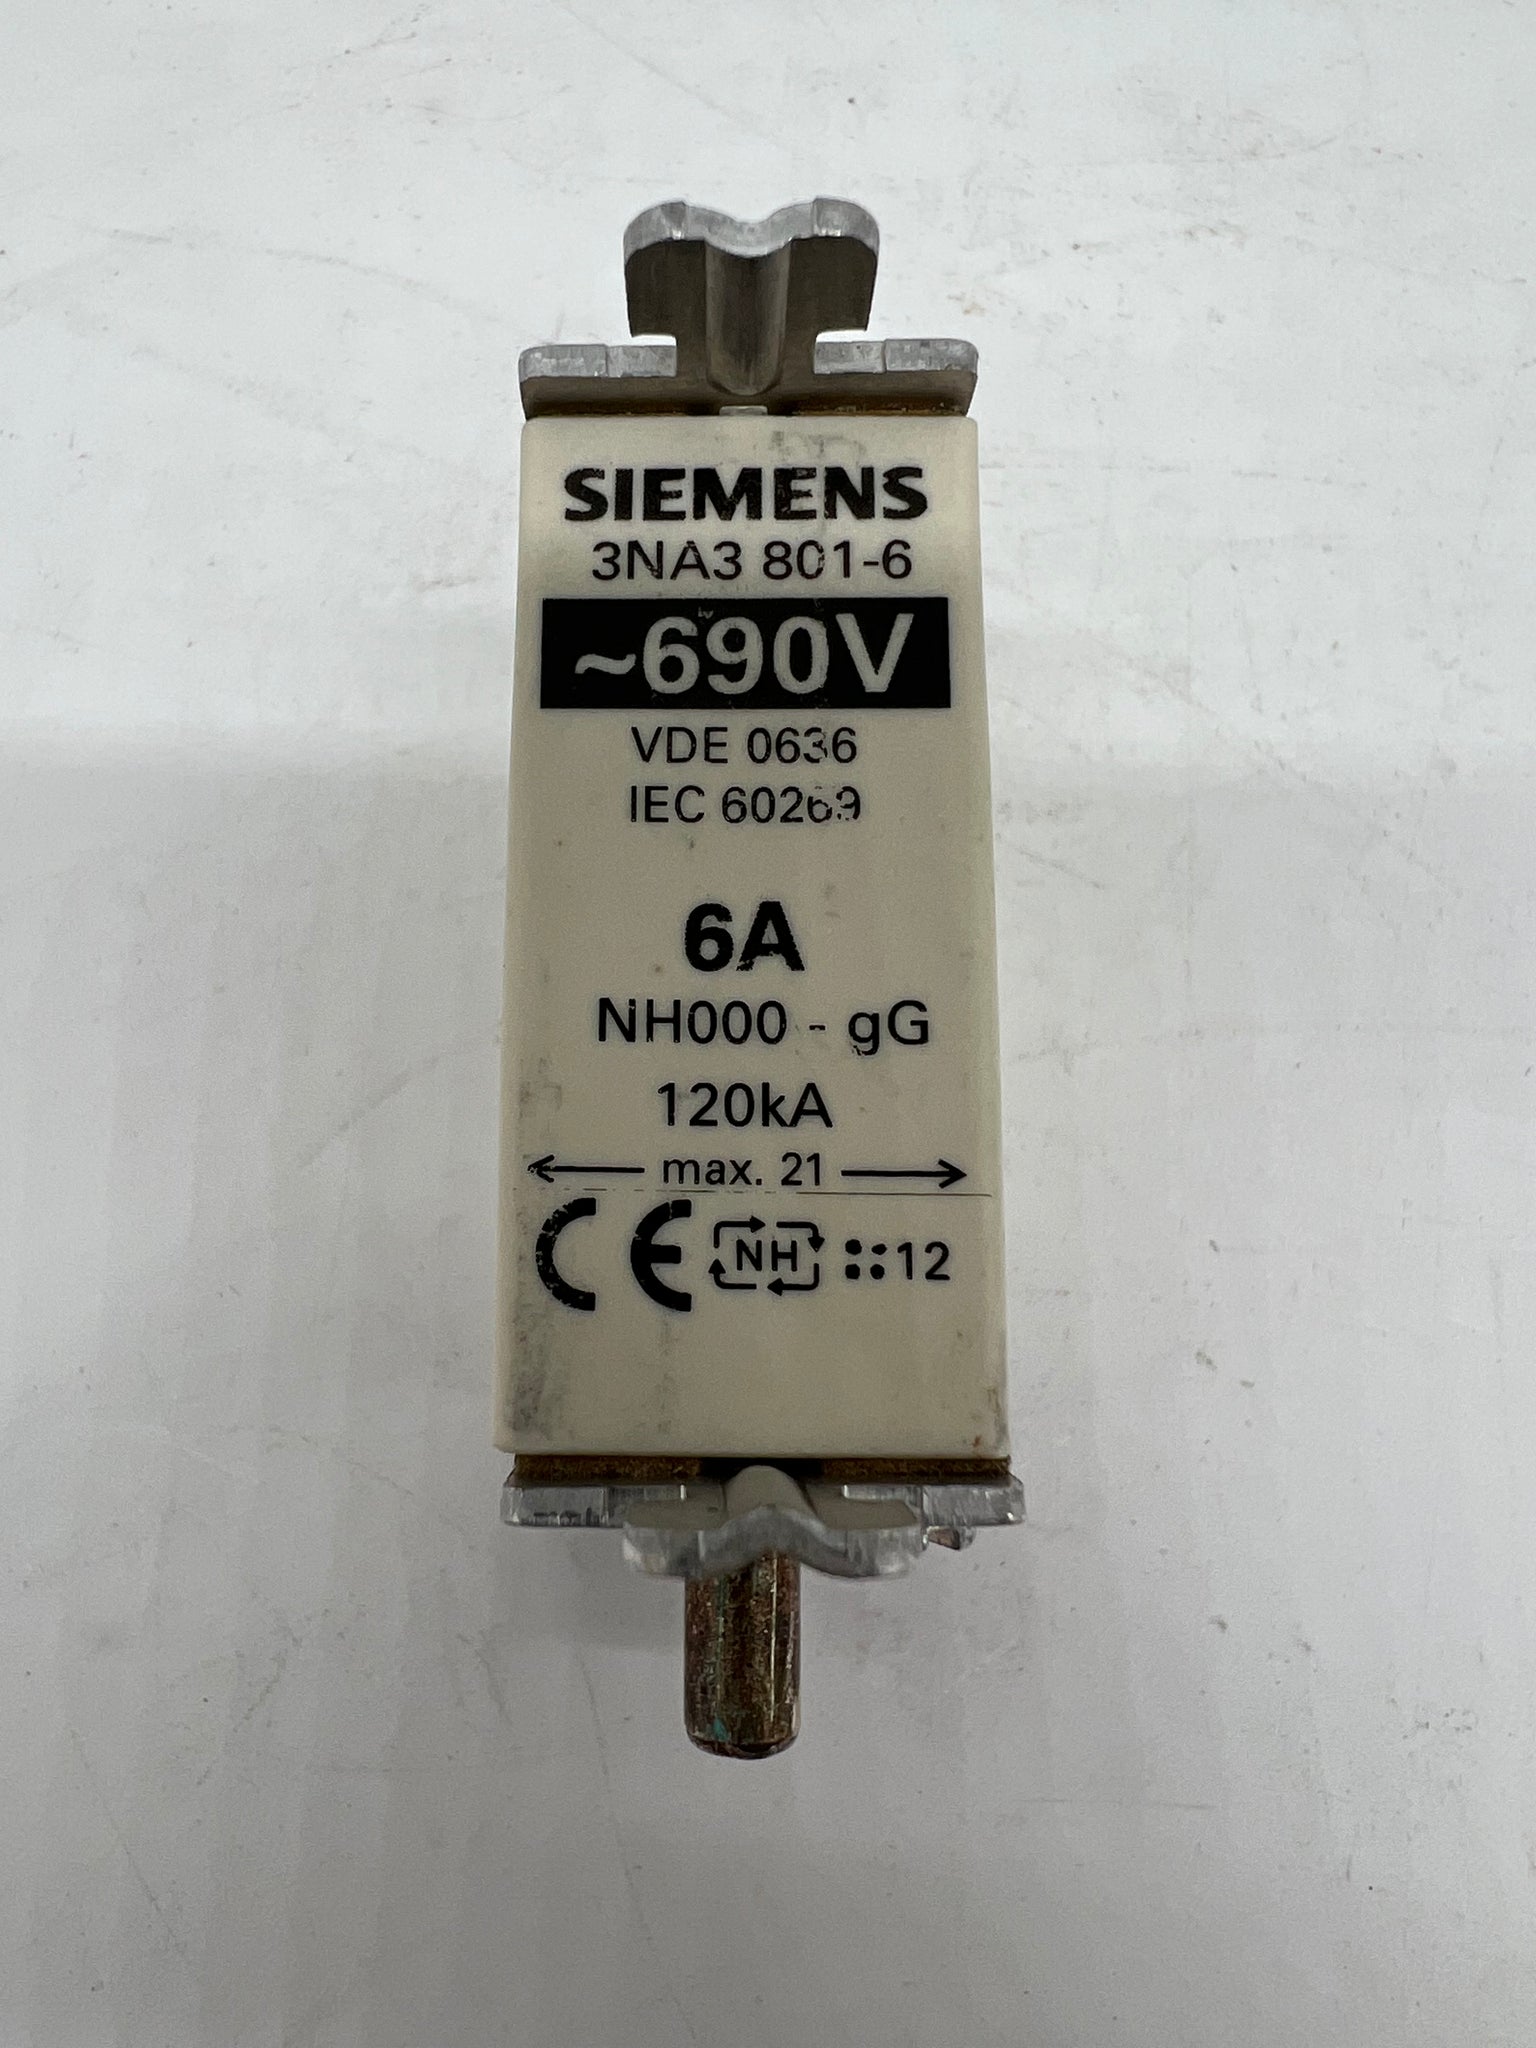 SIEMENS
3NA3 801-6
~690V
VDE 0636
IEC 60269
6A
NH000 - gG
120kA
max. 21
CE NH 12